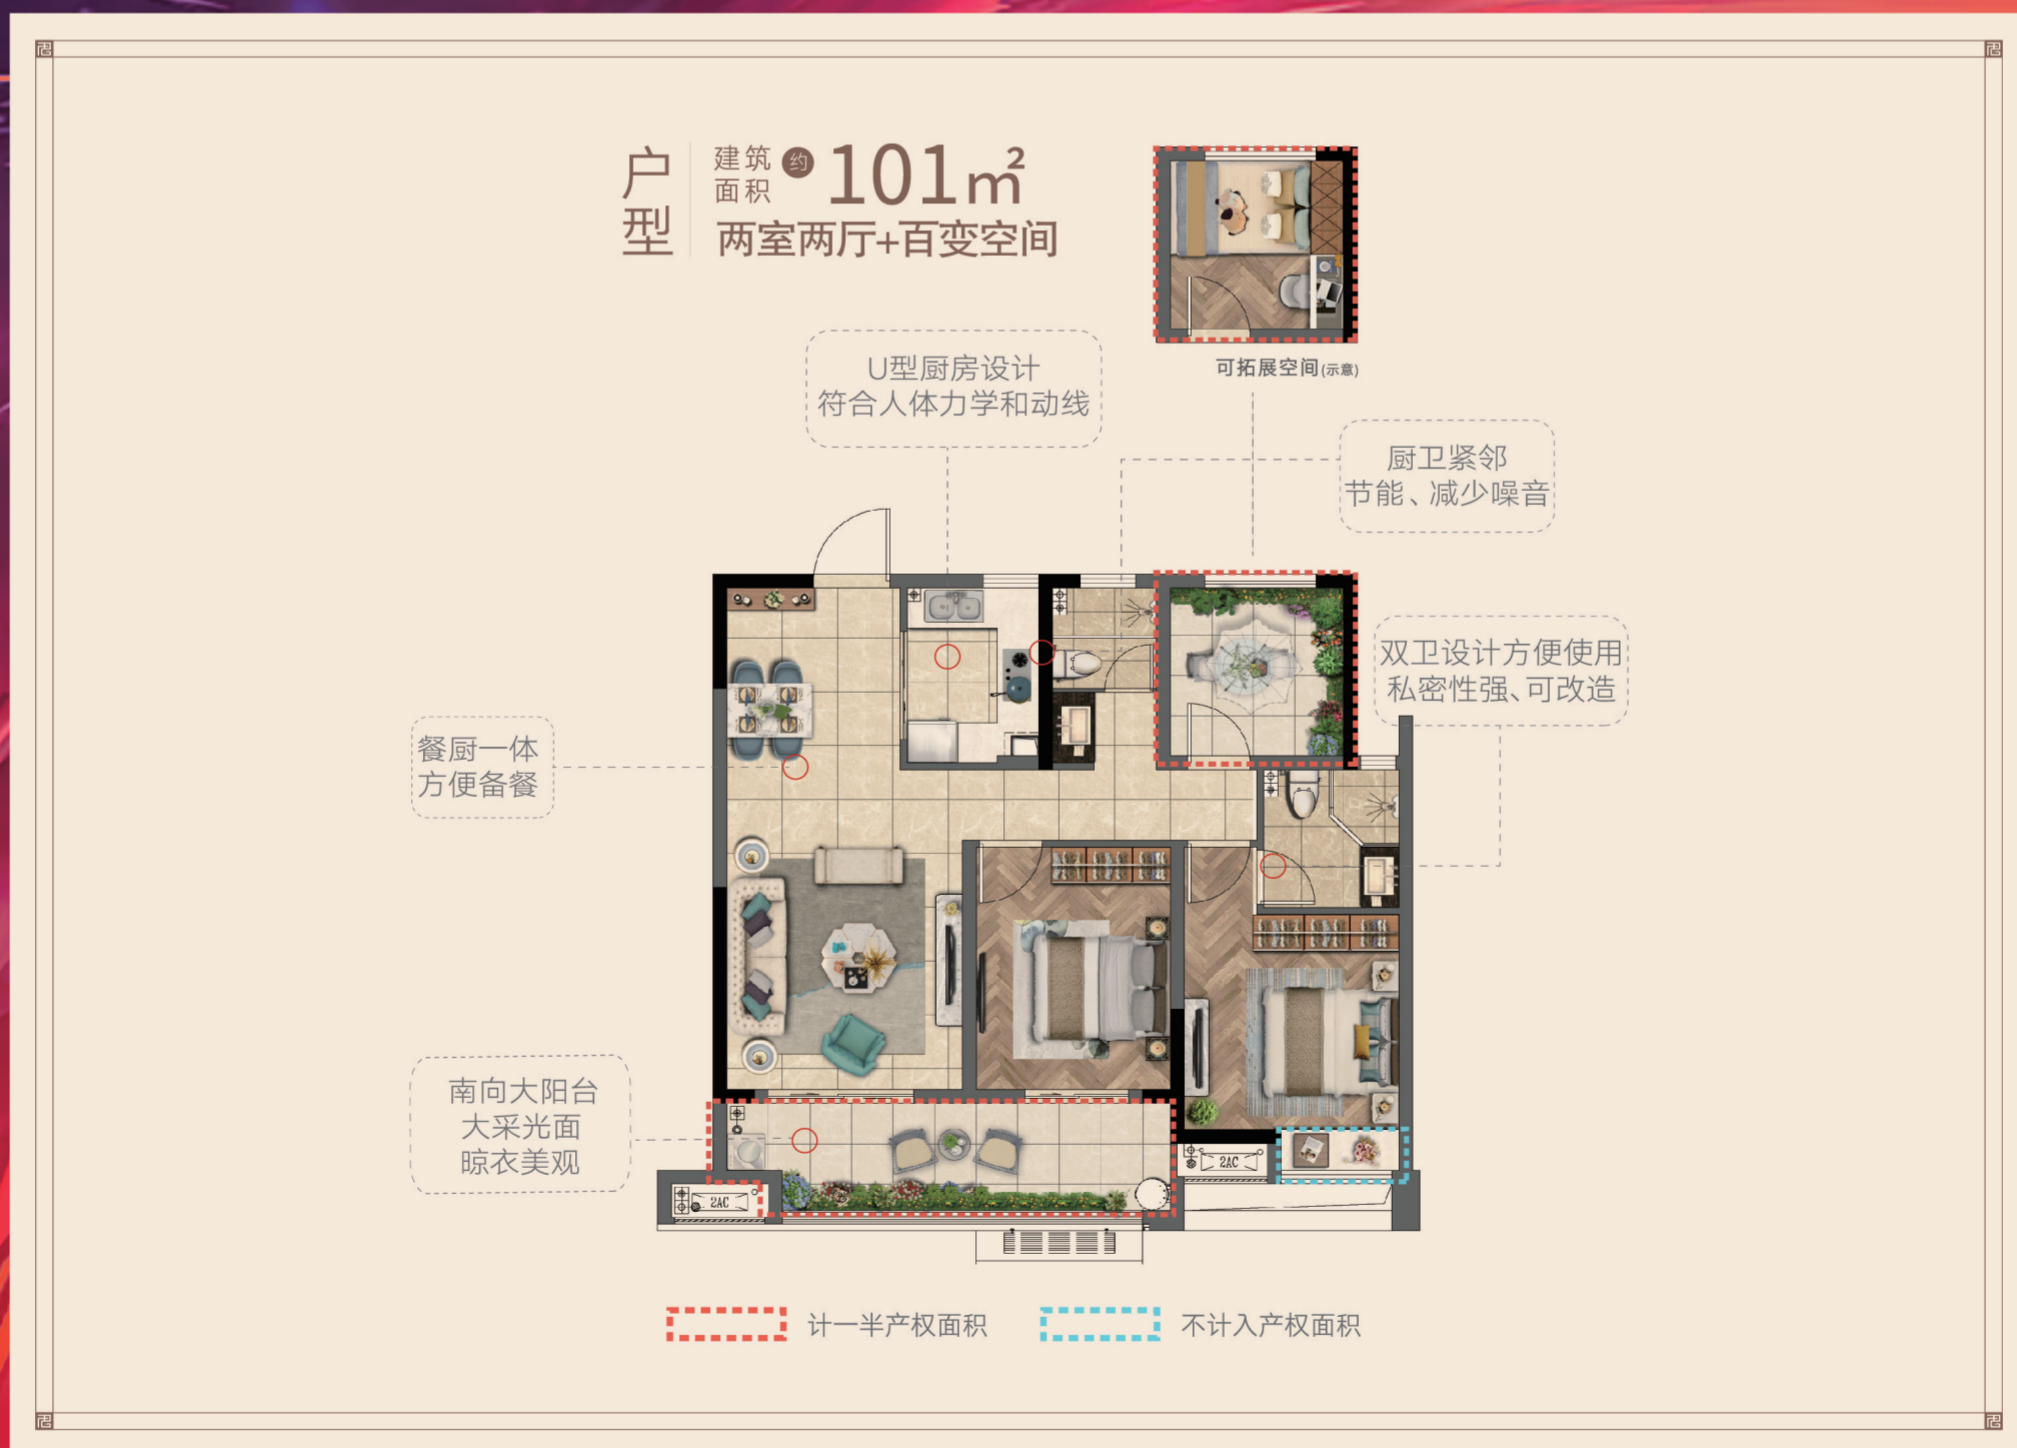 户型
建筑面积
约
101㎡
两室两厅+百变空间
可拓展空间(示意)
U型厨房设计
符合人体力学和动线
厨卫紧邻
节能、减少噪音
双卫设计方便使用
私密性强、可改造
餐厨一体
方便备餐
南向大阳台
大采光面
晾衣美观
2AC
2AC
计一半产权面积
不计入产权面积